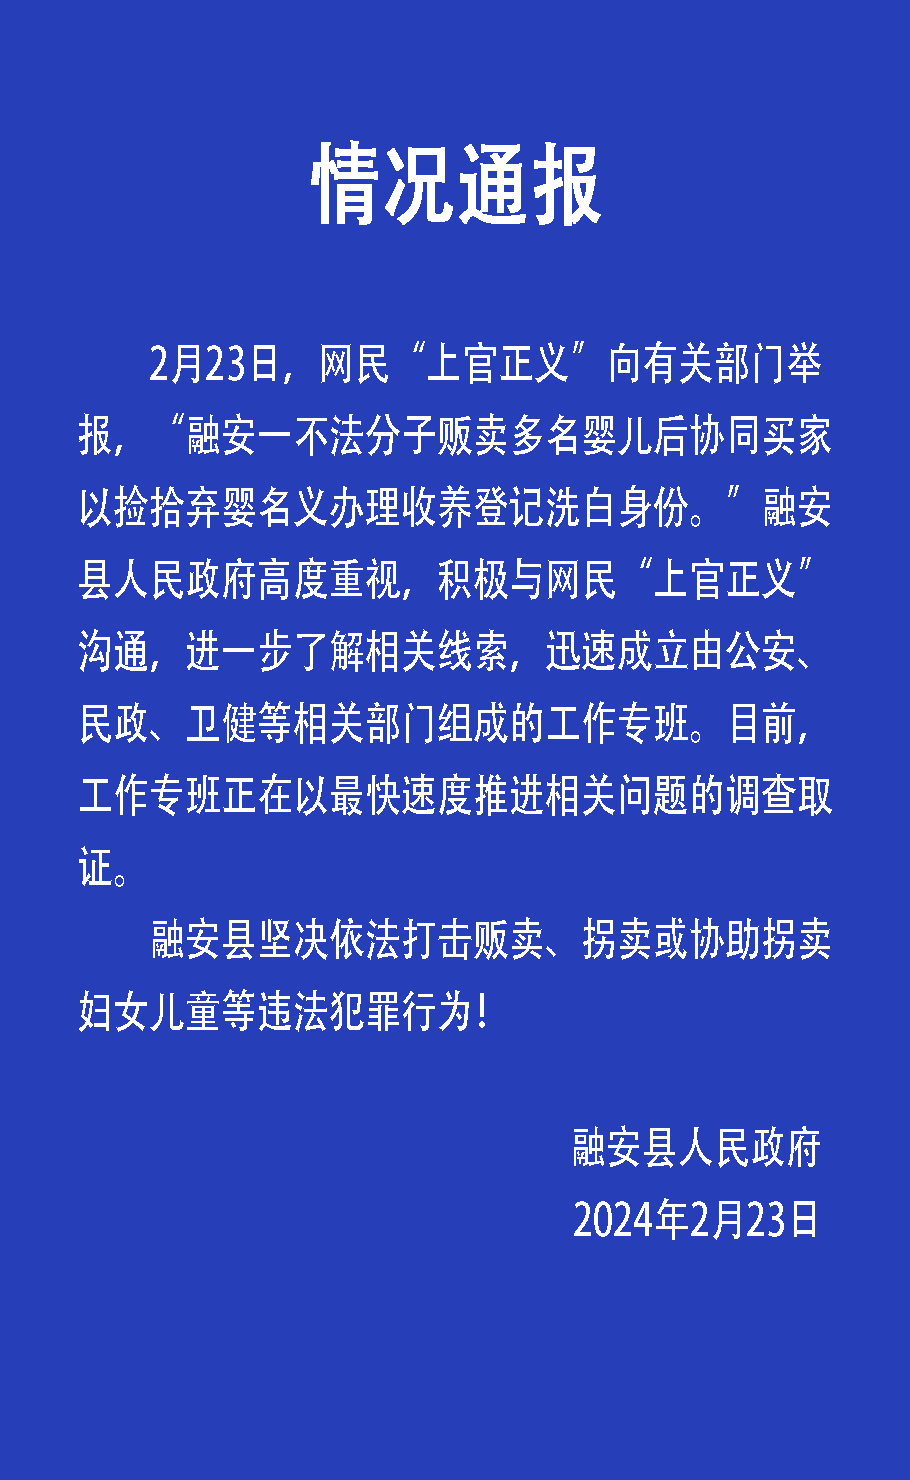 情况通报
2月23日，网民“上官正义”向有关部门举
报，“融安一不法分子贩卖多名婴儿后协同买家
以捡拾弃婴名义办理收养登记洗白身份。”融安
县人民政府高度重视，积极与网民“上官正义”
沟通，进一步了解相关线索，迅速成立由公安、
民政、卫健等相关部门组成的工作专班。目前，
工作专班正在以最快速度推进相关问题的调查取
证。
融安县坚决依法打击贩卖、拐卖或协助拐卖
妇女儿童等违法犯罪行为！
融安县人民政府
2024年2月23日